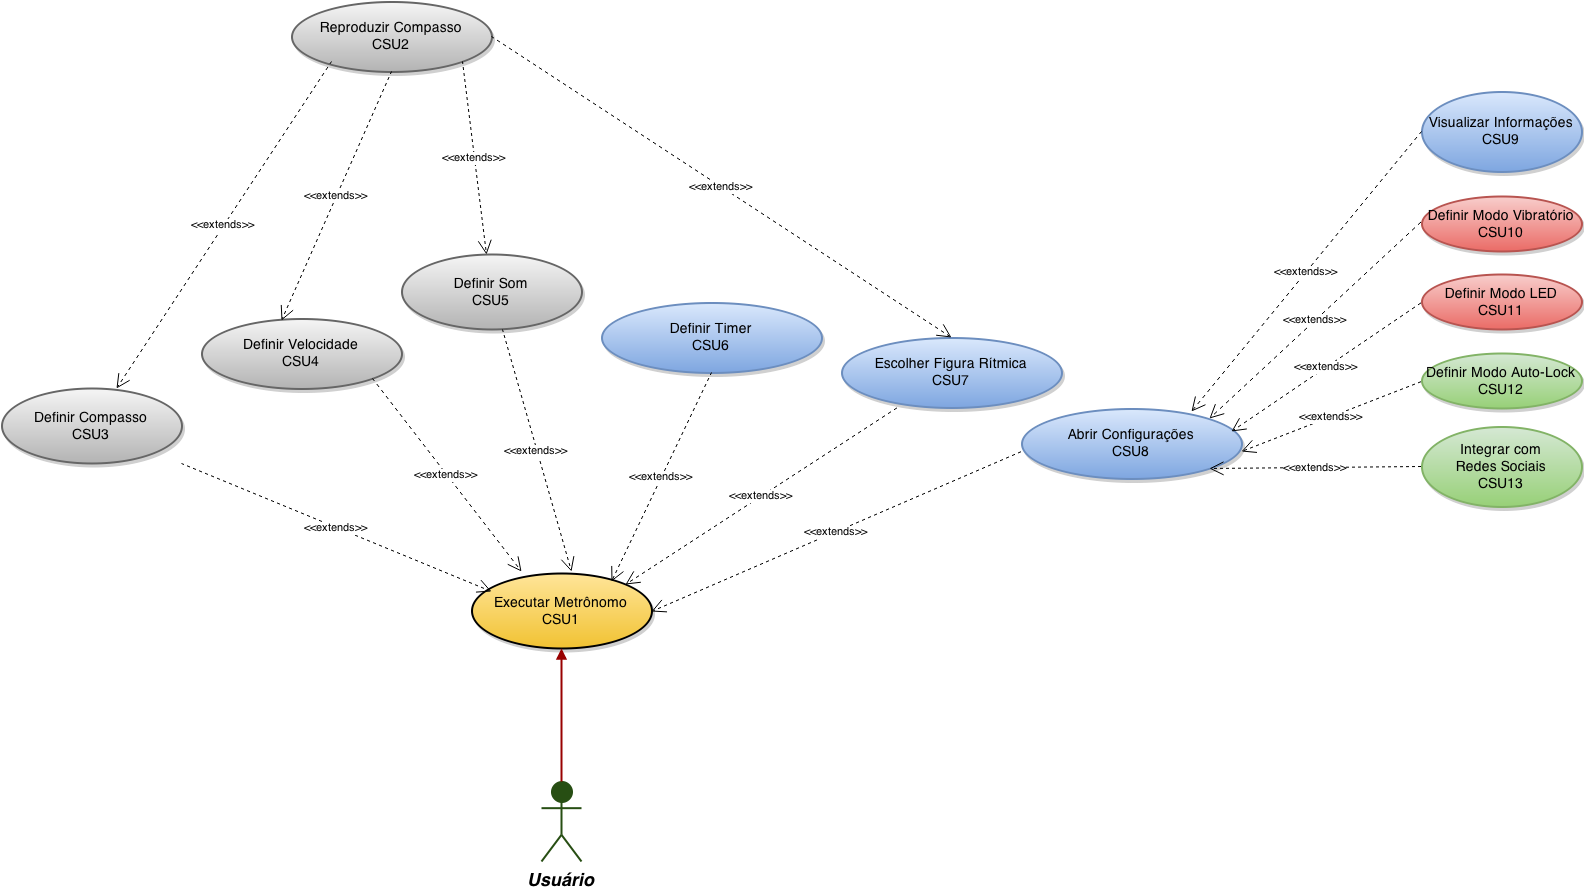 Reproduzir Compasso
CSU2
Visualizar Informações
CSU9
<<extends>>
<<extends>>
<<extends>>
<<extends>>
Definir Modo Vibratório
CSU10
<<extends>>
Definir Som
CSU5
Definir Modo LED
CSU11
<<extends>>
Definir Timer
CSU6
Definir Velocidade
CSU4
Escolher Figura Rítmica
CSU7
<<extends>>
Definir Modo Auto-Lock
CSU12
Definir Compasso
CSU3
<<extends>>
Abrir Configurações
CSU8
Integrar com
Redes Sociais
CSU13
<<extends>>
<<extends>>
<<extends>>
<<extends>>
<<extends>>
<<extends>>
<<extends>>
Executar Metrônomo
CSU1
Usuário